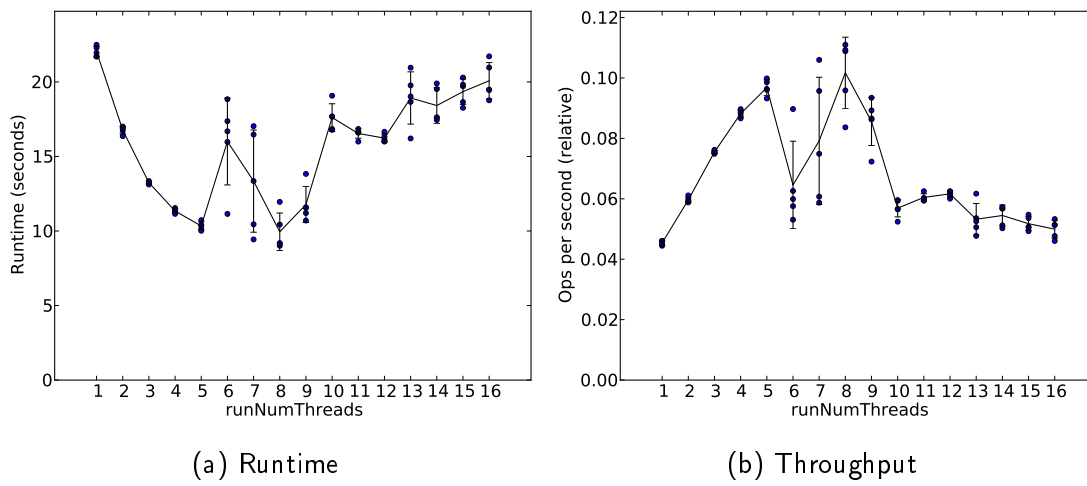 Runtime (seconds)
20
15
10
5
0
1 2 3 4 5 6 7 8 9 10 11 12 13 14 15 16
runNumThreads
(a) Runtime
Ops per second (relative)
0.12
0.10
0.08
0.06
0.04
0.02
0.00
1 2 3 4 5 6 7 8 9 10 11 12 13 14 15 16
runNumThreads
(b) Throughput